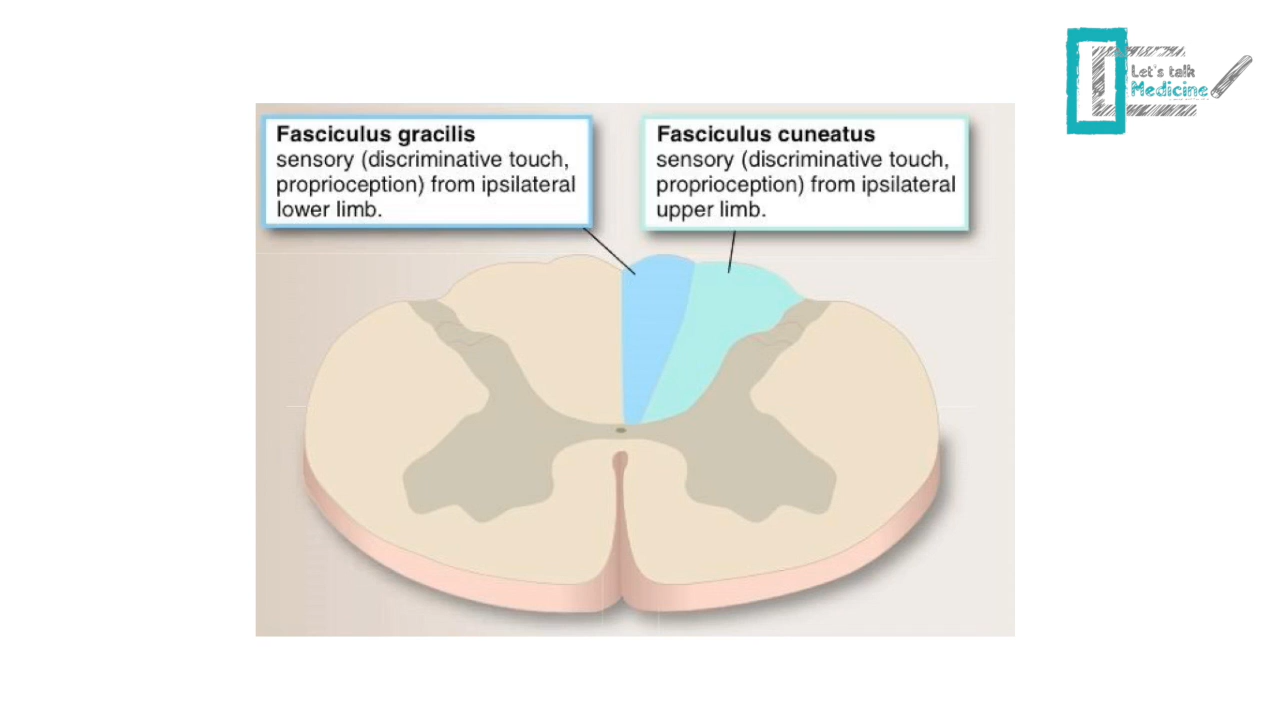 Let's talk
Medicine
Fasciculus gracilis
sensory (discriminative touch,
proprioception) from ipsilateral
lower limb.
Fasciculus cuneatus
sensory (discriminative touch,
proprioception) from ipsilateral
upper limb.